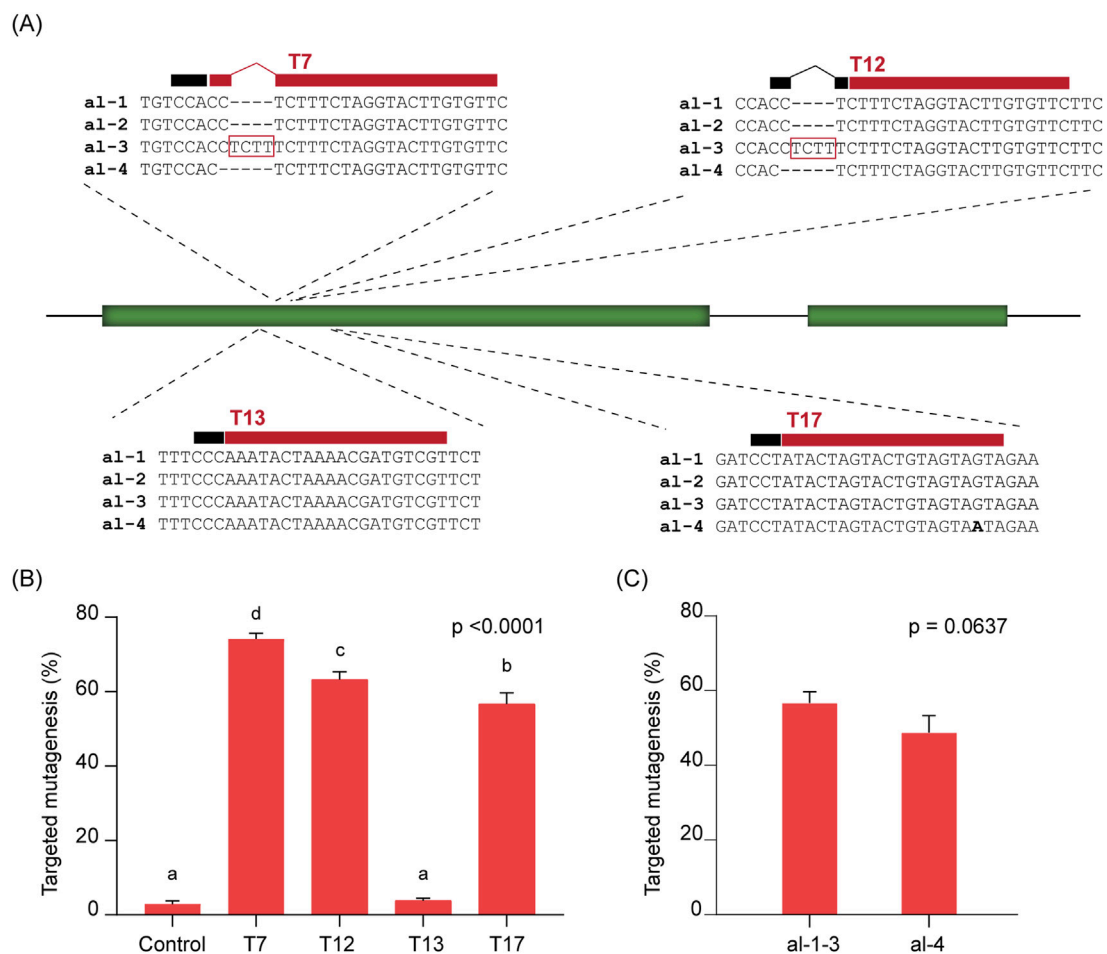 (A)
T7
al-1 TGTCCACC----TCTTTCTAGGTACTTGTGTTC
al-2 TGTCCACC----TCTTTCTAGGTACTTGTGTTC
al-3 TGTCCACCTCTTTCTTTCTAGGTACTTGTGTTC
al-4 TGTCCAC-----TCTTTCTAGGTACTTGTGTTC
T12
al-1 CCACC----TCTTTCTAGGTACTTGTGTTCTTC
al-2 CCACC----TCTTTCTAGGTACTTGTGTTCTTC
al-3 CCACCTCTTTCTTTCTAGGTACTTGTGTTCTTC
al-4 CCAC-----TCTTTCTAGGTACTTGTGTTCTTC
T13
al-1 TTTCCCAAATACTAAAACGATGTCGTTCT
al-2 TTTCCCAAATACTAAAACGATGTCGTTCT
al-3 TTTCCCAAATACTAAAACGATGTCGTTCT
al-4 TTTCCCAAATACTAAAACGATGTCGTTCT
T17
al-1 GATCCTATACTAGTACTGTAGTAGTAGAA
al-2 GATCCTATACTAGTACTGTAGTAGTAGAA
al-3 GATCCTATACTAGTACTGTAGTAGTAGAA
al-4 GATCCTATACTAGTACTGTAGTAATAGAA
(B)
Targeted mutagenesis (%)
80
60
40
20
0
p <0.0001
a
d
c
a
b
Control
T7
T12
T13
T17
(C)
Targeted mutagenesis (%)
80
60
40
20
0
p = 0.0637
al-1-3
al-4